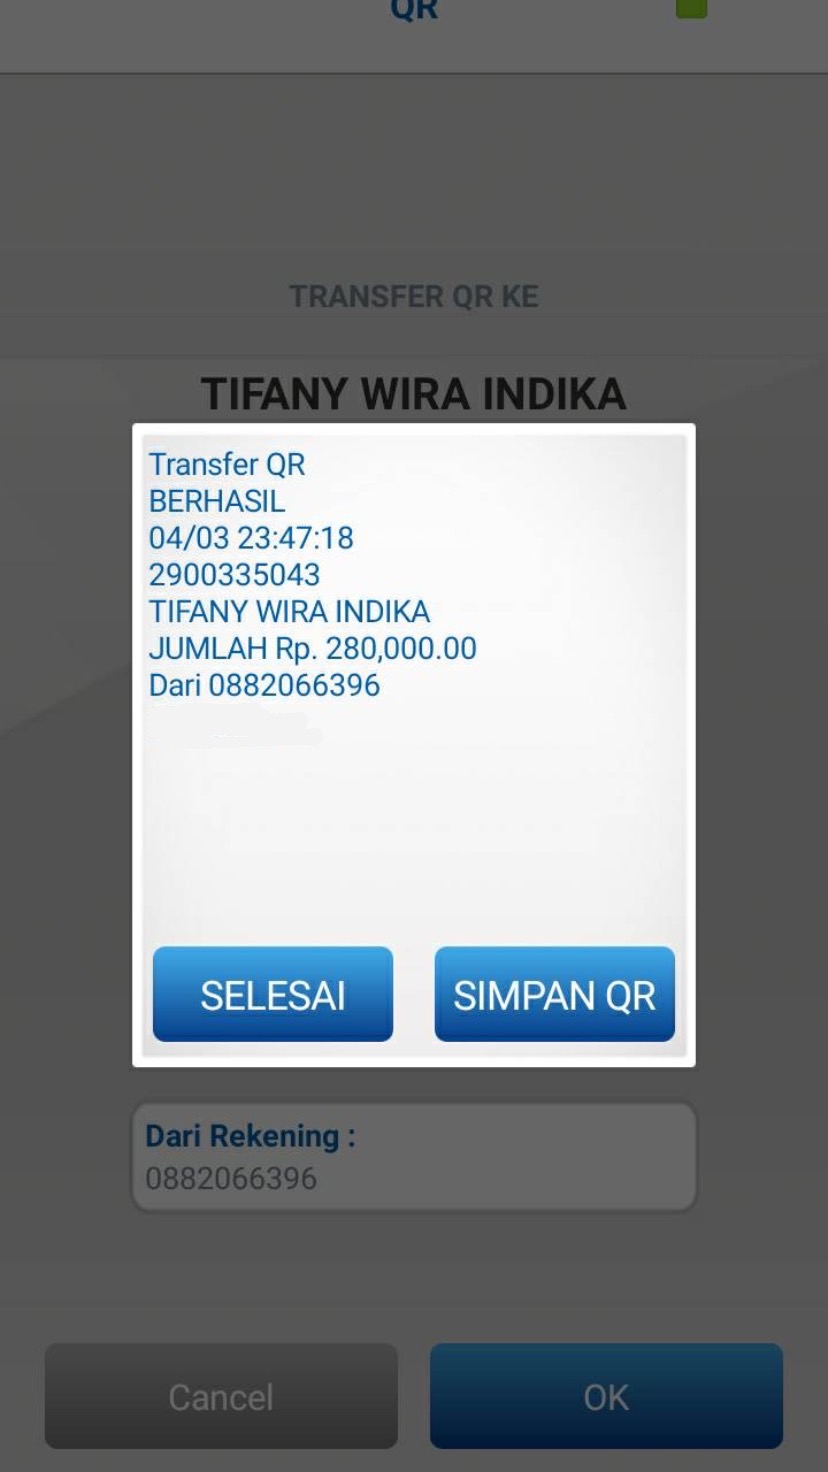 QR
TRANSFER QR KE
TIFANY WIRA INDIKA
Transfer QR
BERHASIL
04/03 23:47:18
2900335043
TIFANY WIRA INDIKA
JUMLAH Rp. 280,000.00
Dari 0882066396
SELESAI
SIMPAN QR
Dari Rekening :
0882066396
Cancel
OK